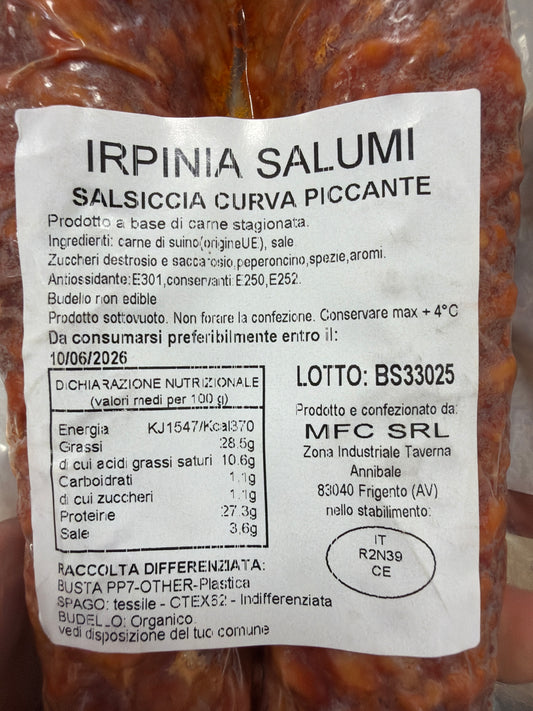 IRPINIA SALUMI
SALSICCIA CURVA PICCANTE
Prodotto a base di carne stagionata.
Ingredienti: carne di suino(origineUE), sale
Zuccheri destrosio e saccarosio,peperoncino,spezie,aromi.
Antiossidante:E301,conservanti:E250,E252.
Budello non edible
Prodotto sottovuoto. Non forare la confezione. Conservare max + 4°C
Da consumarsi preferibilmente entro il:
10/06/2026
DICHIARAZIONE NUTRIZIONALE
(valori medi per 100 g)
Energia KJ1547/Kcal370
Grassi 28.5g
di cui acidi grassi saturi 10.6g
Carboidrati 1.1g
di cui zuccheri 1.1g
Proteine 27.3g
Sale 3,6g
LOTTO: BS33025
Prodotto e confezionato da:
MFC SRL
Zona Industriale Taverna
Annibale
83040 Frigento (AV)
nello stabilimento:
IT
R2N39
CE
RACCOLTA DIFFERENZIATA:
BUSTA PP7-OTHER-Plastica
SPAGO: tessile - CTEX62 - Indifferenziata
BUDELLO: Organico
vedi disposizione del tuo comune